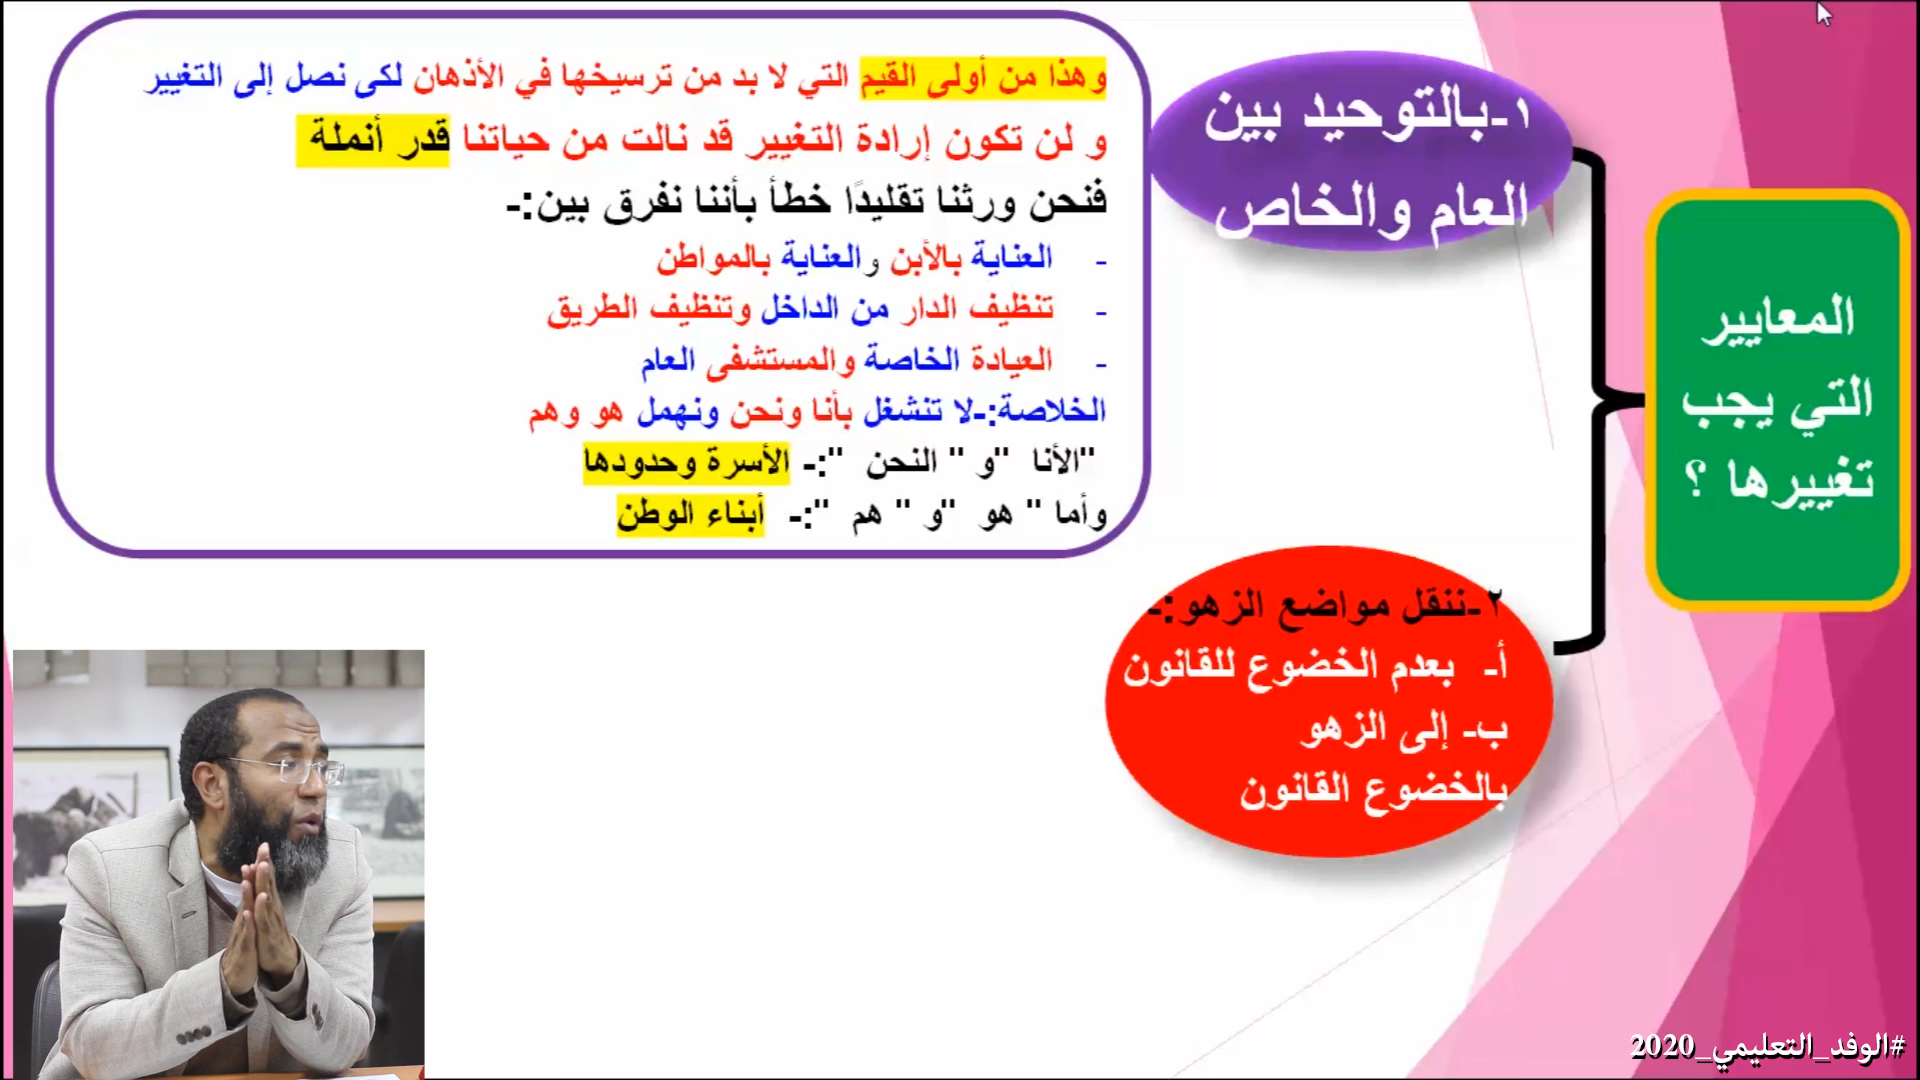 المعايير
التي يجب
تغييرها ؟
١-بالتوحيد بين
العام والخاص
وهذا من أولى القيم التي لا بد من ترسيخها في الأذهان لكى نصل إلى التغيير
و لن تكون إرادة التغيير قد نالت من حياتنا قدر أنملة
فنحن ورثنا تقليدًا خطأ بأننا نفرق بين:-
- العناية بالأبن والعناية بالمواطن
- تنظيف الدار من الداخل وتنظيف الطريق
- العيادة الخاصة والمستشفى العام
الخلاصة:-لا تنشغل بأنا ونحن ونهمل هو وهم
"الأنا "و " النحن ":- الأسرة وحدودها
وأما " هو "و " هم ":- أبناء الوطن
٢-ننقل مواضع الزهو:-
أ- بعدم الخضوع للقانون
ب- إلى الزهو
بالخضوع القانون
#الوفد_التعليمي_2020